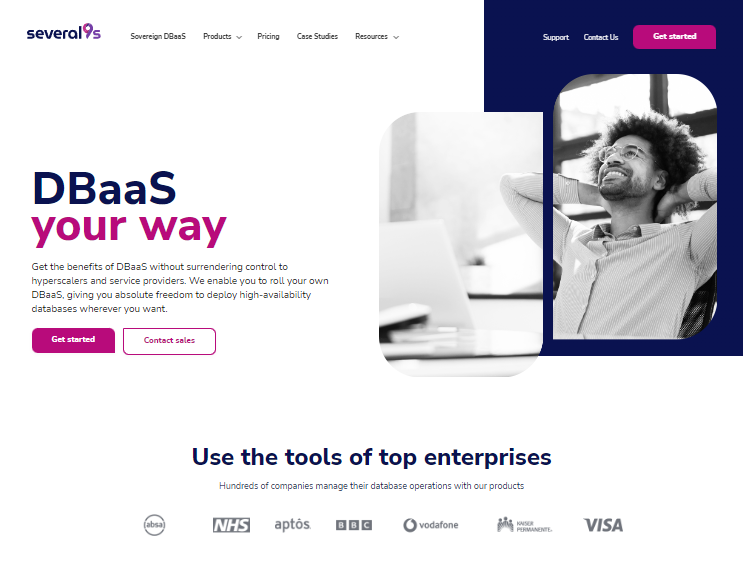 several9s
Sovereign DBaaS
Products
Pricing
Case Studies
Resources
Support
Contact Us
Get started
DBaaS
your way
Get the benefits of DBaaS without surrendering control to
hyperscalers and service providers. We enable you to roll your own
DBaaS, giving you absolute freedom to deploy high-availability
databases wherever you want.
Get started
Contact sales
Use the tools of top enterprises
Hundreds of companies manage their database operations with our products
absa
NHS
aptos
BBC
vodafone
KAISER
PERMANENTE.
VISA